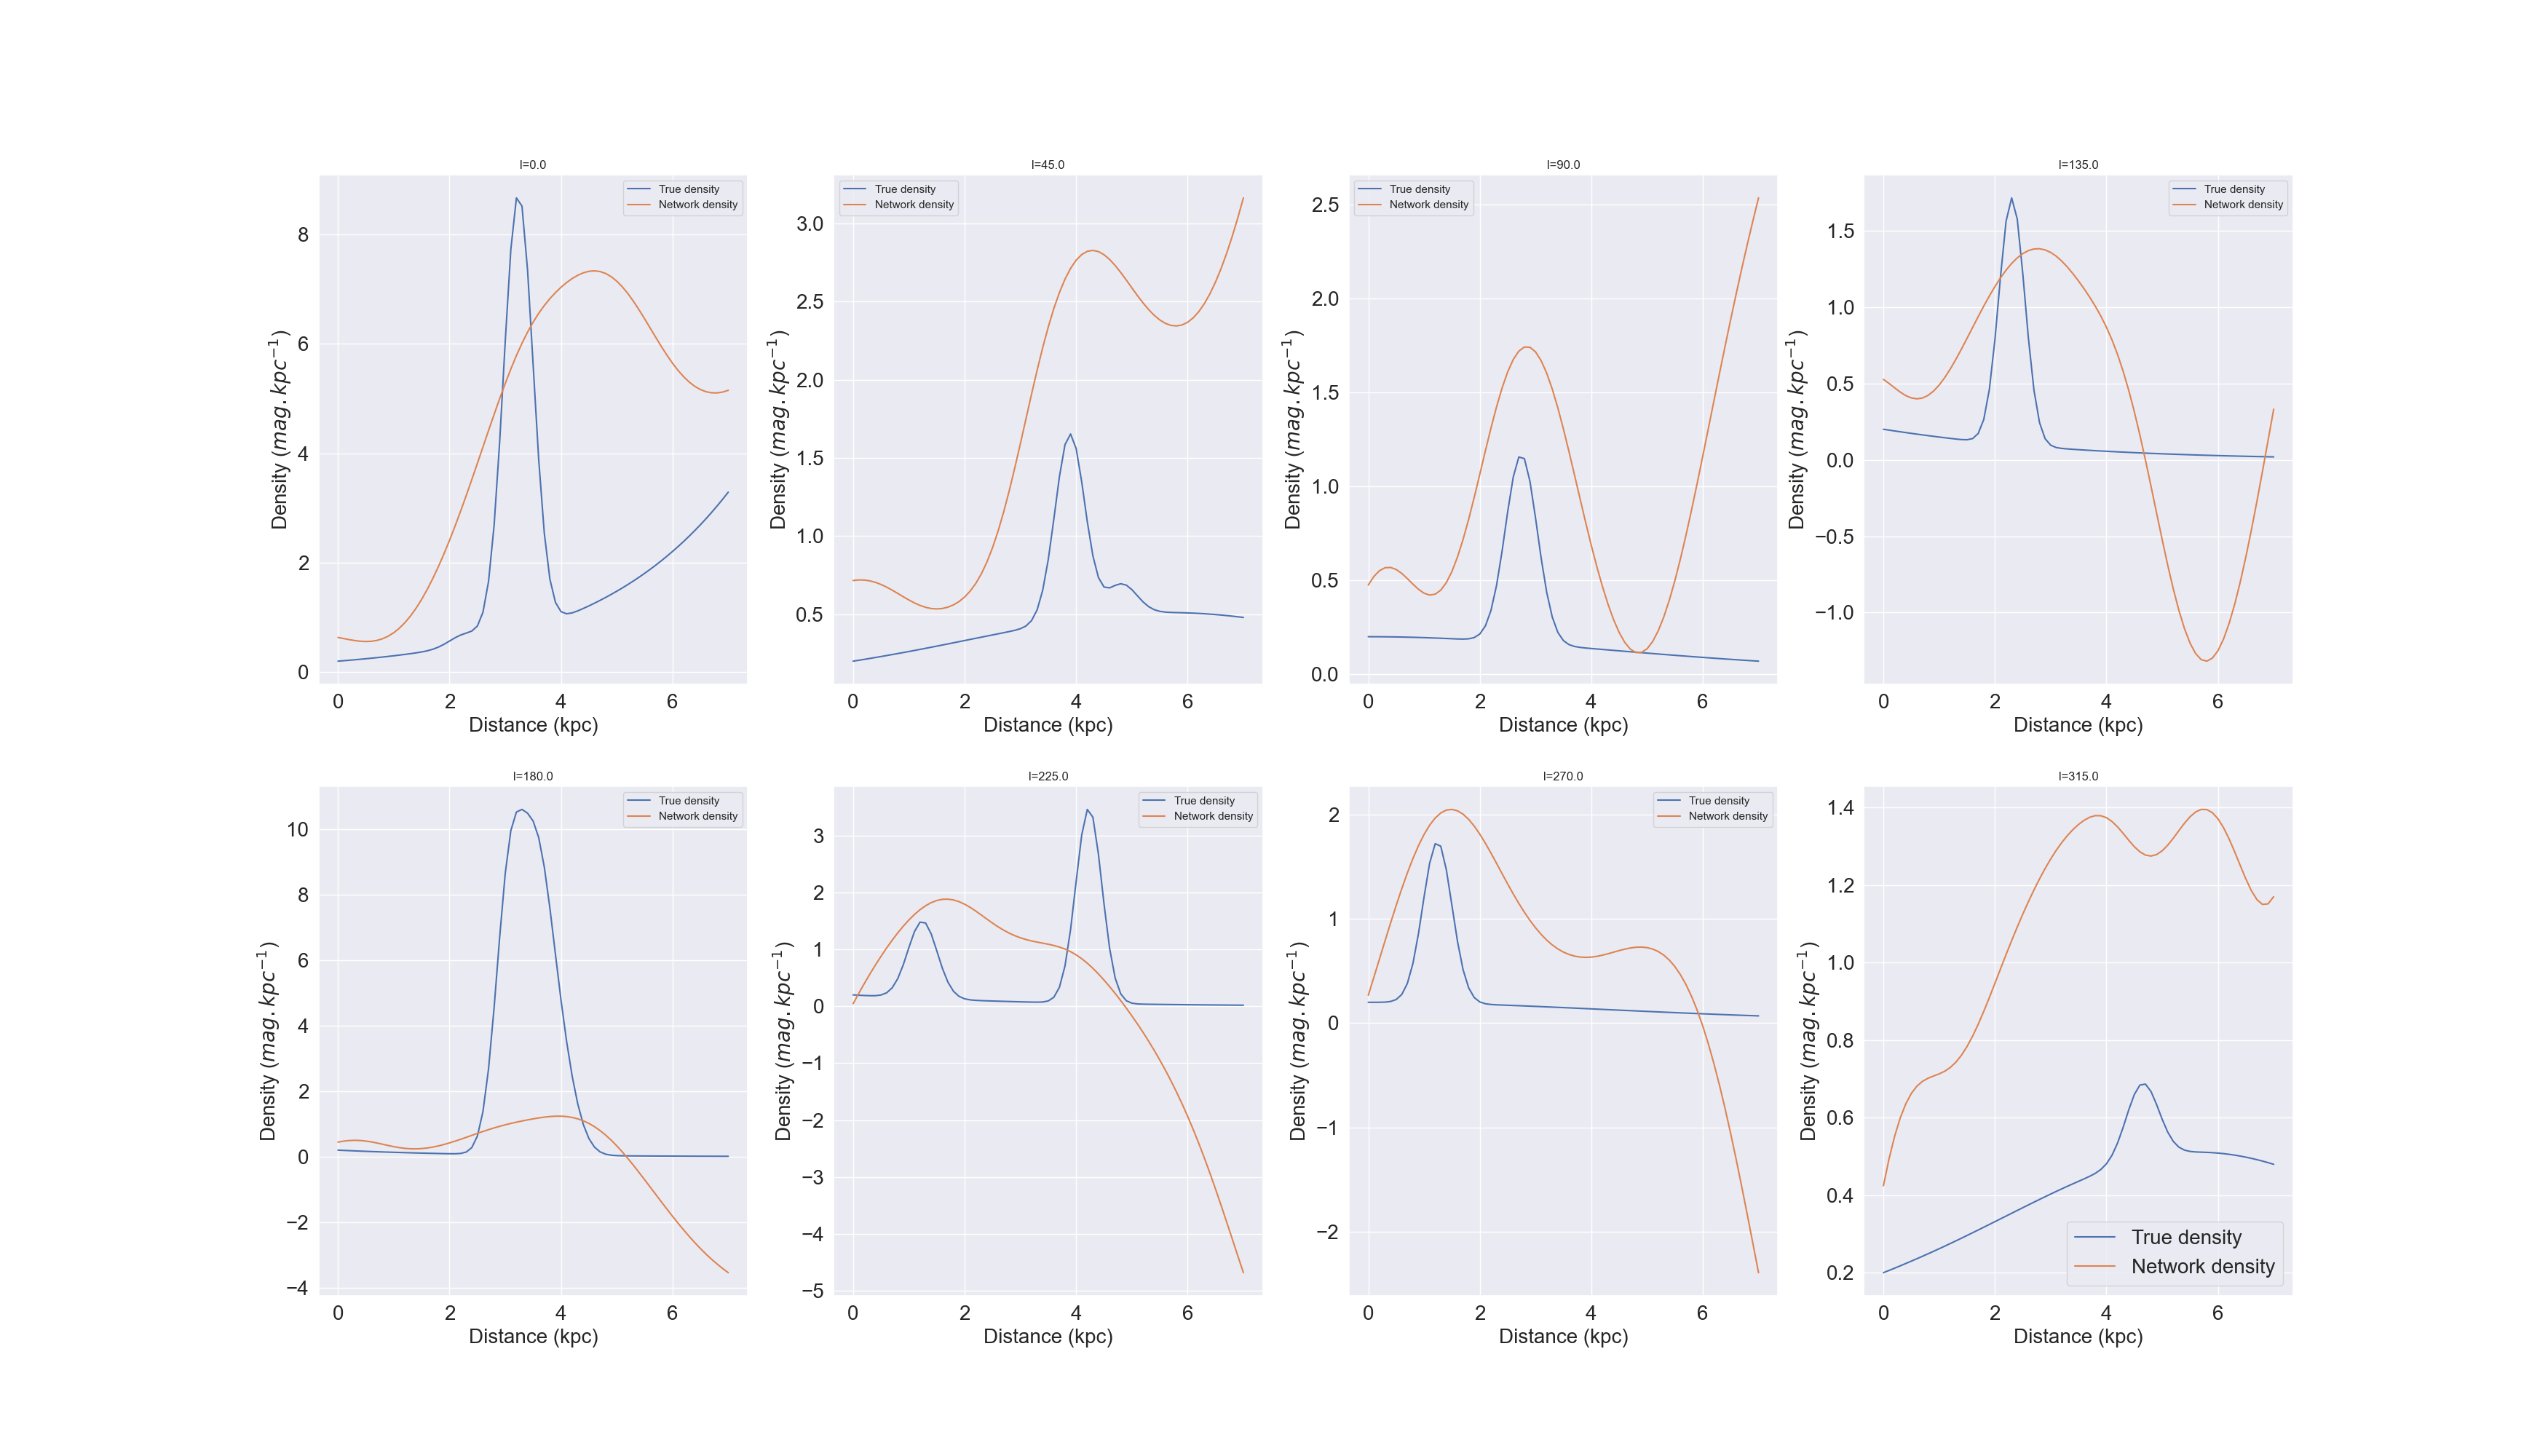 l=0.0
True density
Network density
8
6
4
2
0
Density (mag. kpc⁻¹)
0 2 4 6
Distance (kpc)
l=45.0
True density
Network density
3.0
2.5
2.0
1.5
1.0
0.5
Density (mag. kpc⁻¹)
0 2 4 6
Distance (kpc)
l=90.0
True density
Network density
2.5
2.0
1.5
1.0
0.5
0.0
Density (mag. kpc⁻¹)
0 2 4 6
Distance (kpc)
l=135.0
True density
Network density
1.5
1.0
0.5
0.0
−0.5
−1.0
Density (mag. kpc⁻¹)
0 2 4 6
Distance (kpc)
l=180.0
True density
Network density
10
8
6
4
2
0
−2
−4
Density (mag. kpc⁻¹)
0 2 4 6
Distance (kpc)
l=225.0
True density
Network density
3
2
1
0
−1
−2
−3
−4
−5
Density (mag. kpc⁻¹)
0 2 4 6
Distance (kpc)
l=270.0
True density
Network density
2
1
0
−1
−2
Density (mag. kpc⁻¹)
0 2 4 6
Distance (kpc)
l=315.0
1.4
1.2
1.0
0.8
0.6
0.4
0.2
Density (mag. kpc⁻¹)
True density
Network density
0 2 4 6
Distance (kpc)